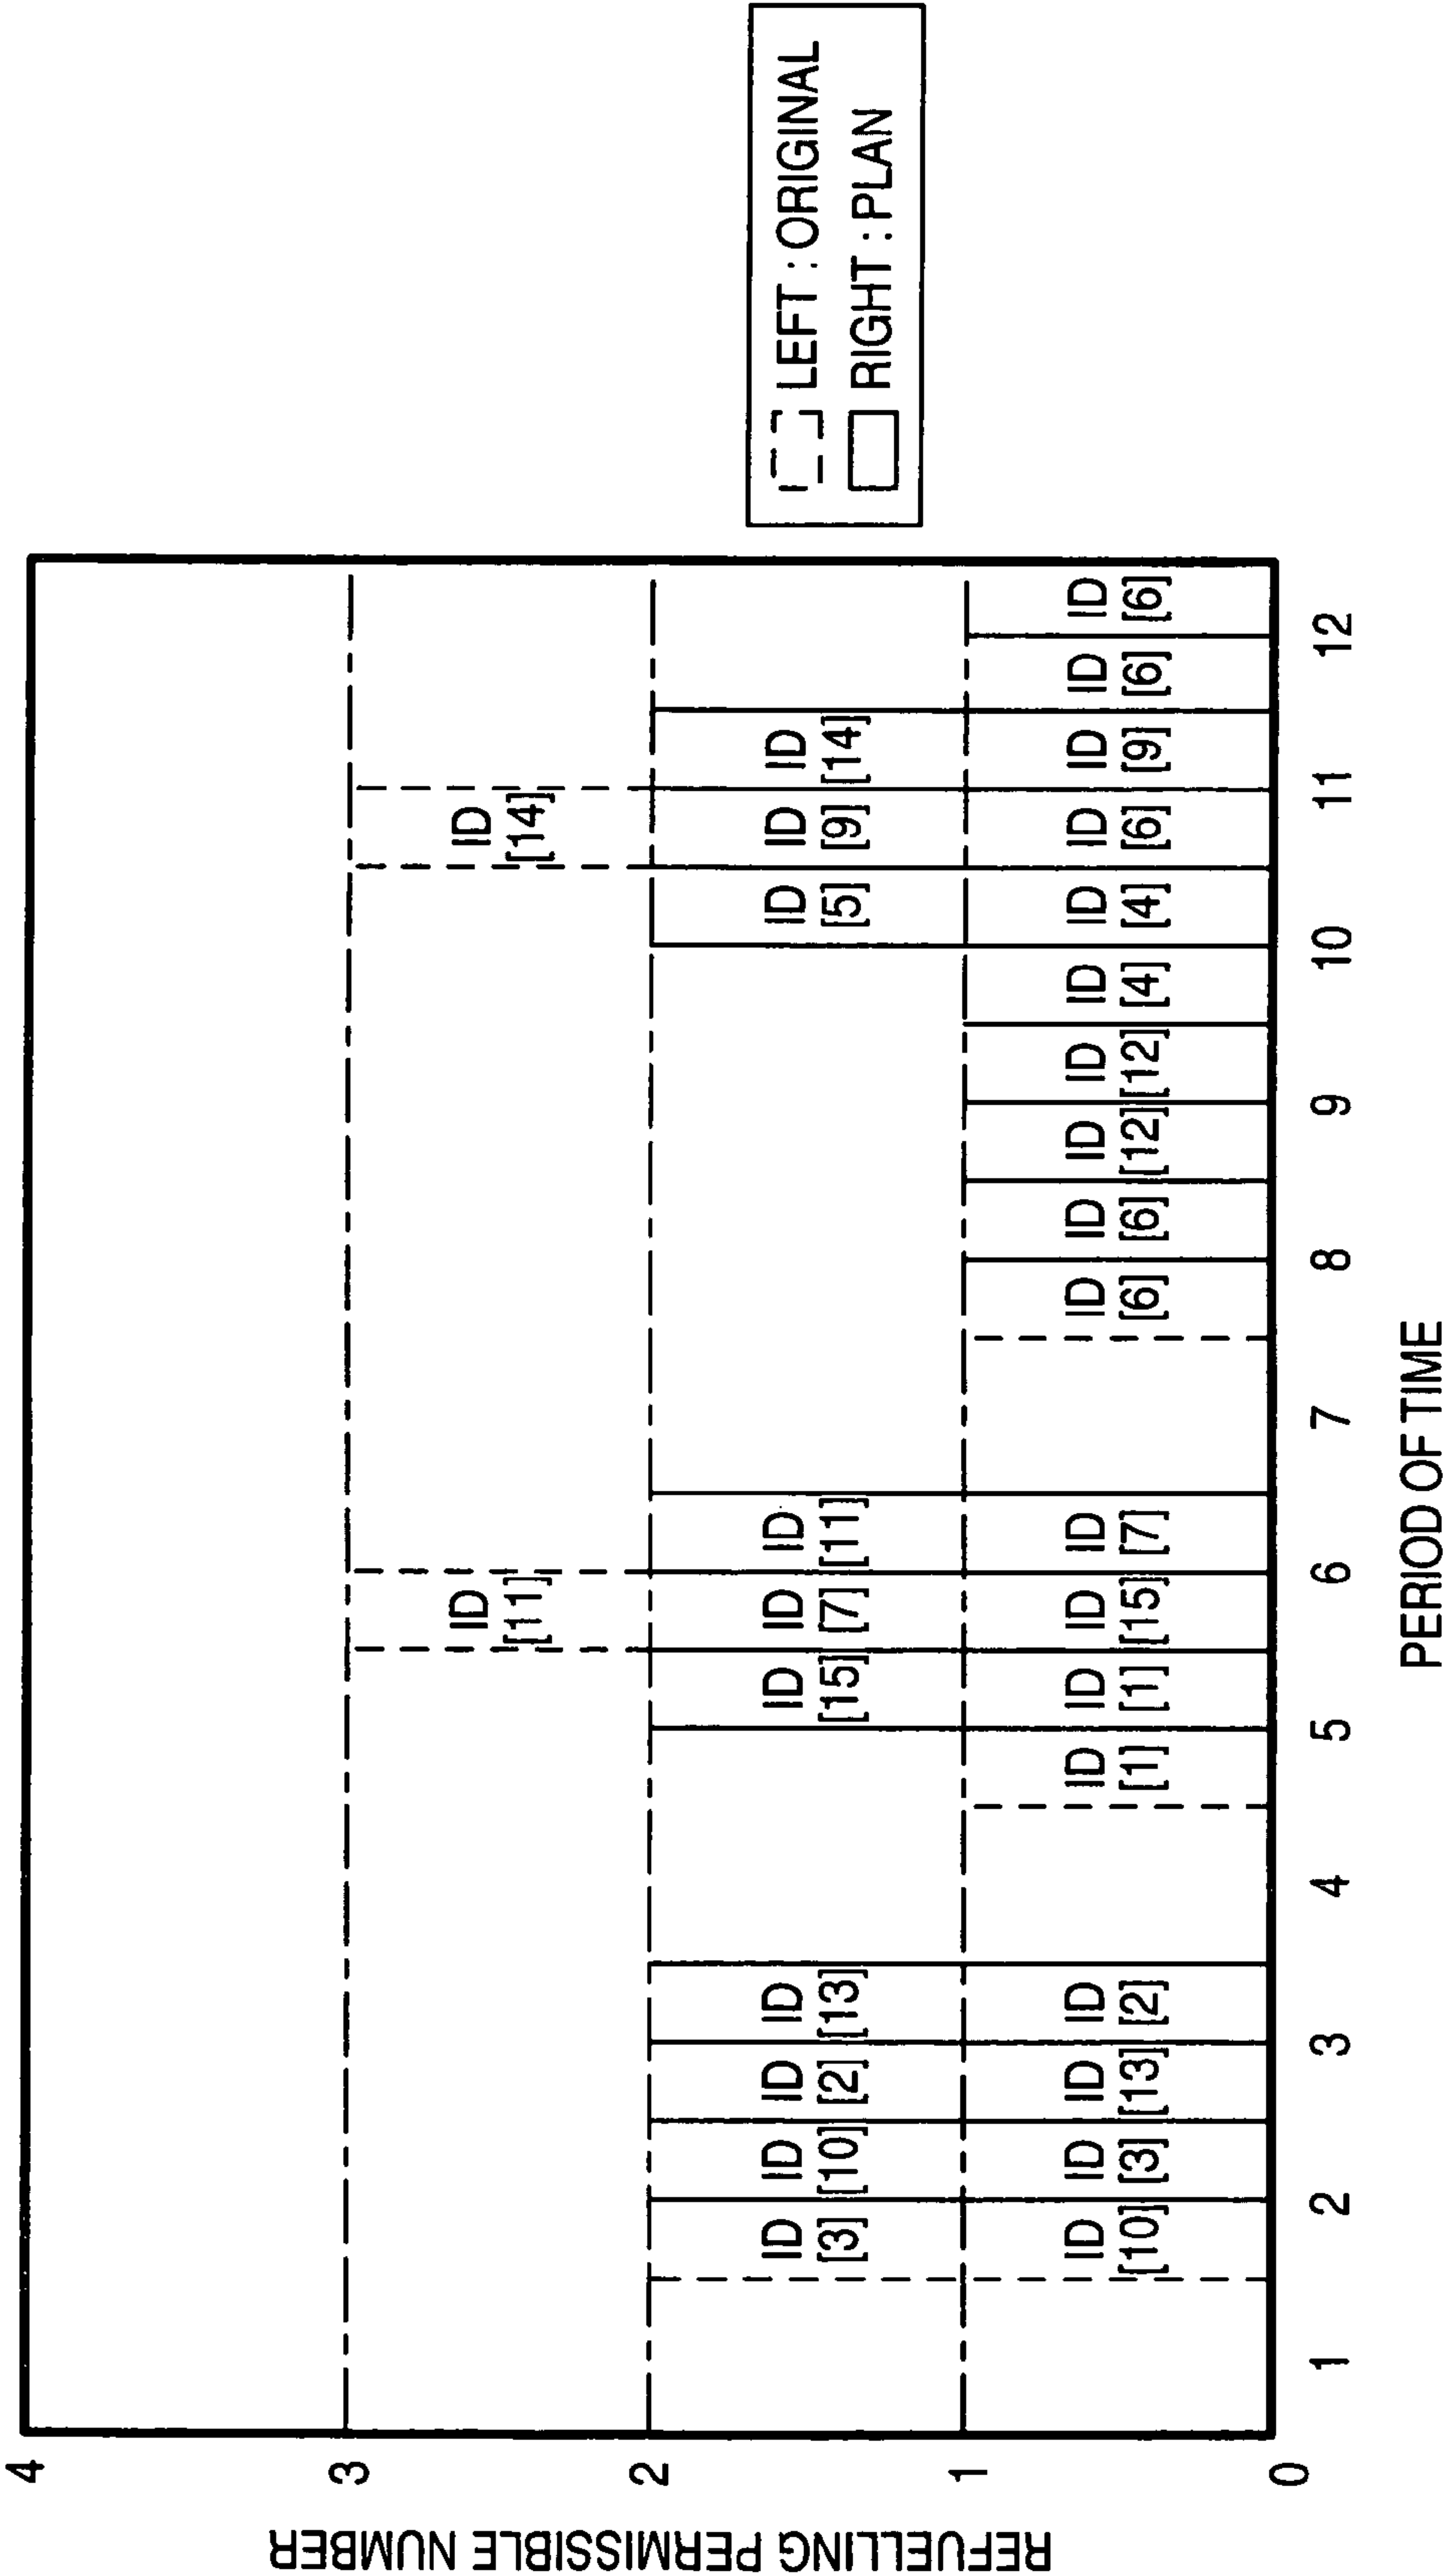 REFUELLING PERMISSIBLE NUMBER
4
3
ID ID
[11] [14]
2
ID ID ID ID ID ID ID ID ID ID
[3] [10] [2] [13] [15] [7] [11] [5] [9] [14]
1
ID ID ID ID ID ID ID ID ID ID ID ID ID ID ID ID ID ID
[10] [3] [13] [2] [1] [1] [15] [7] [6] [6] [12] [12] [4] [4] [6] [9] [6] [6]
0
1 2 3 4 5 6 7 8 9 10 11 12
PERIOD OF TIME
LEFT : ORIGINAL
RIGHT : PLAN